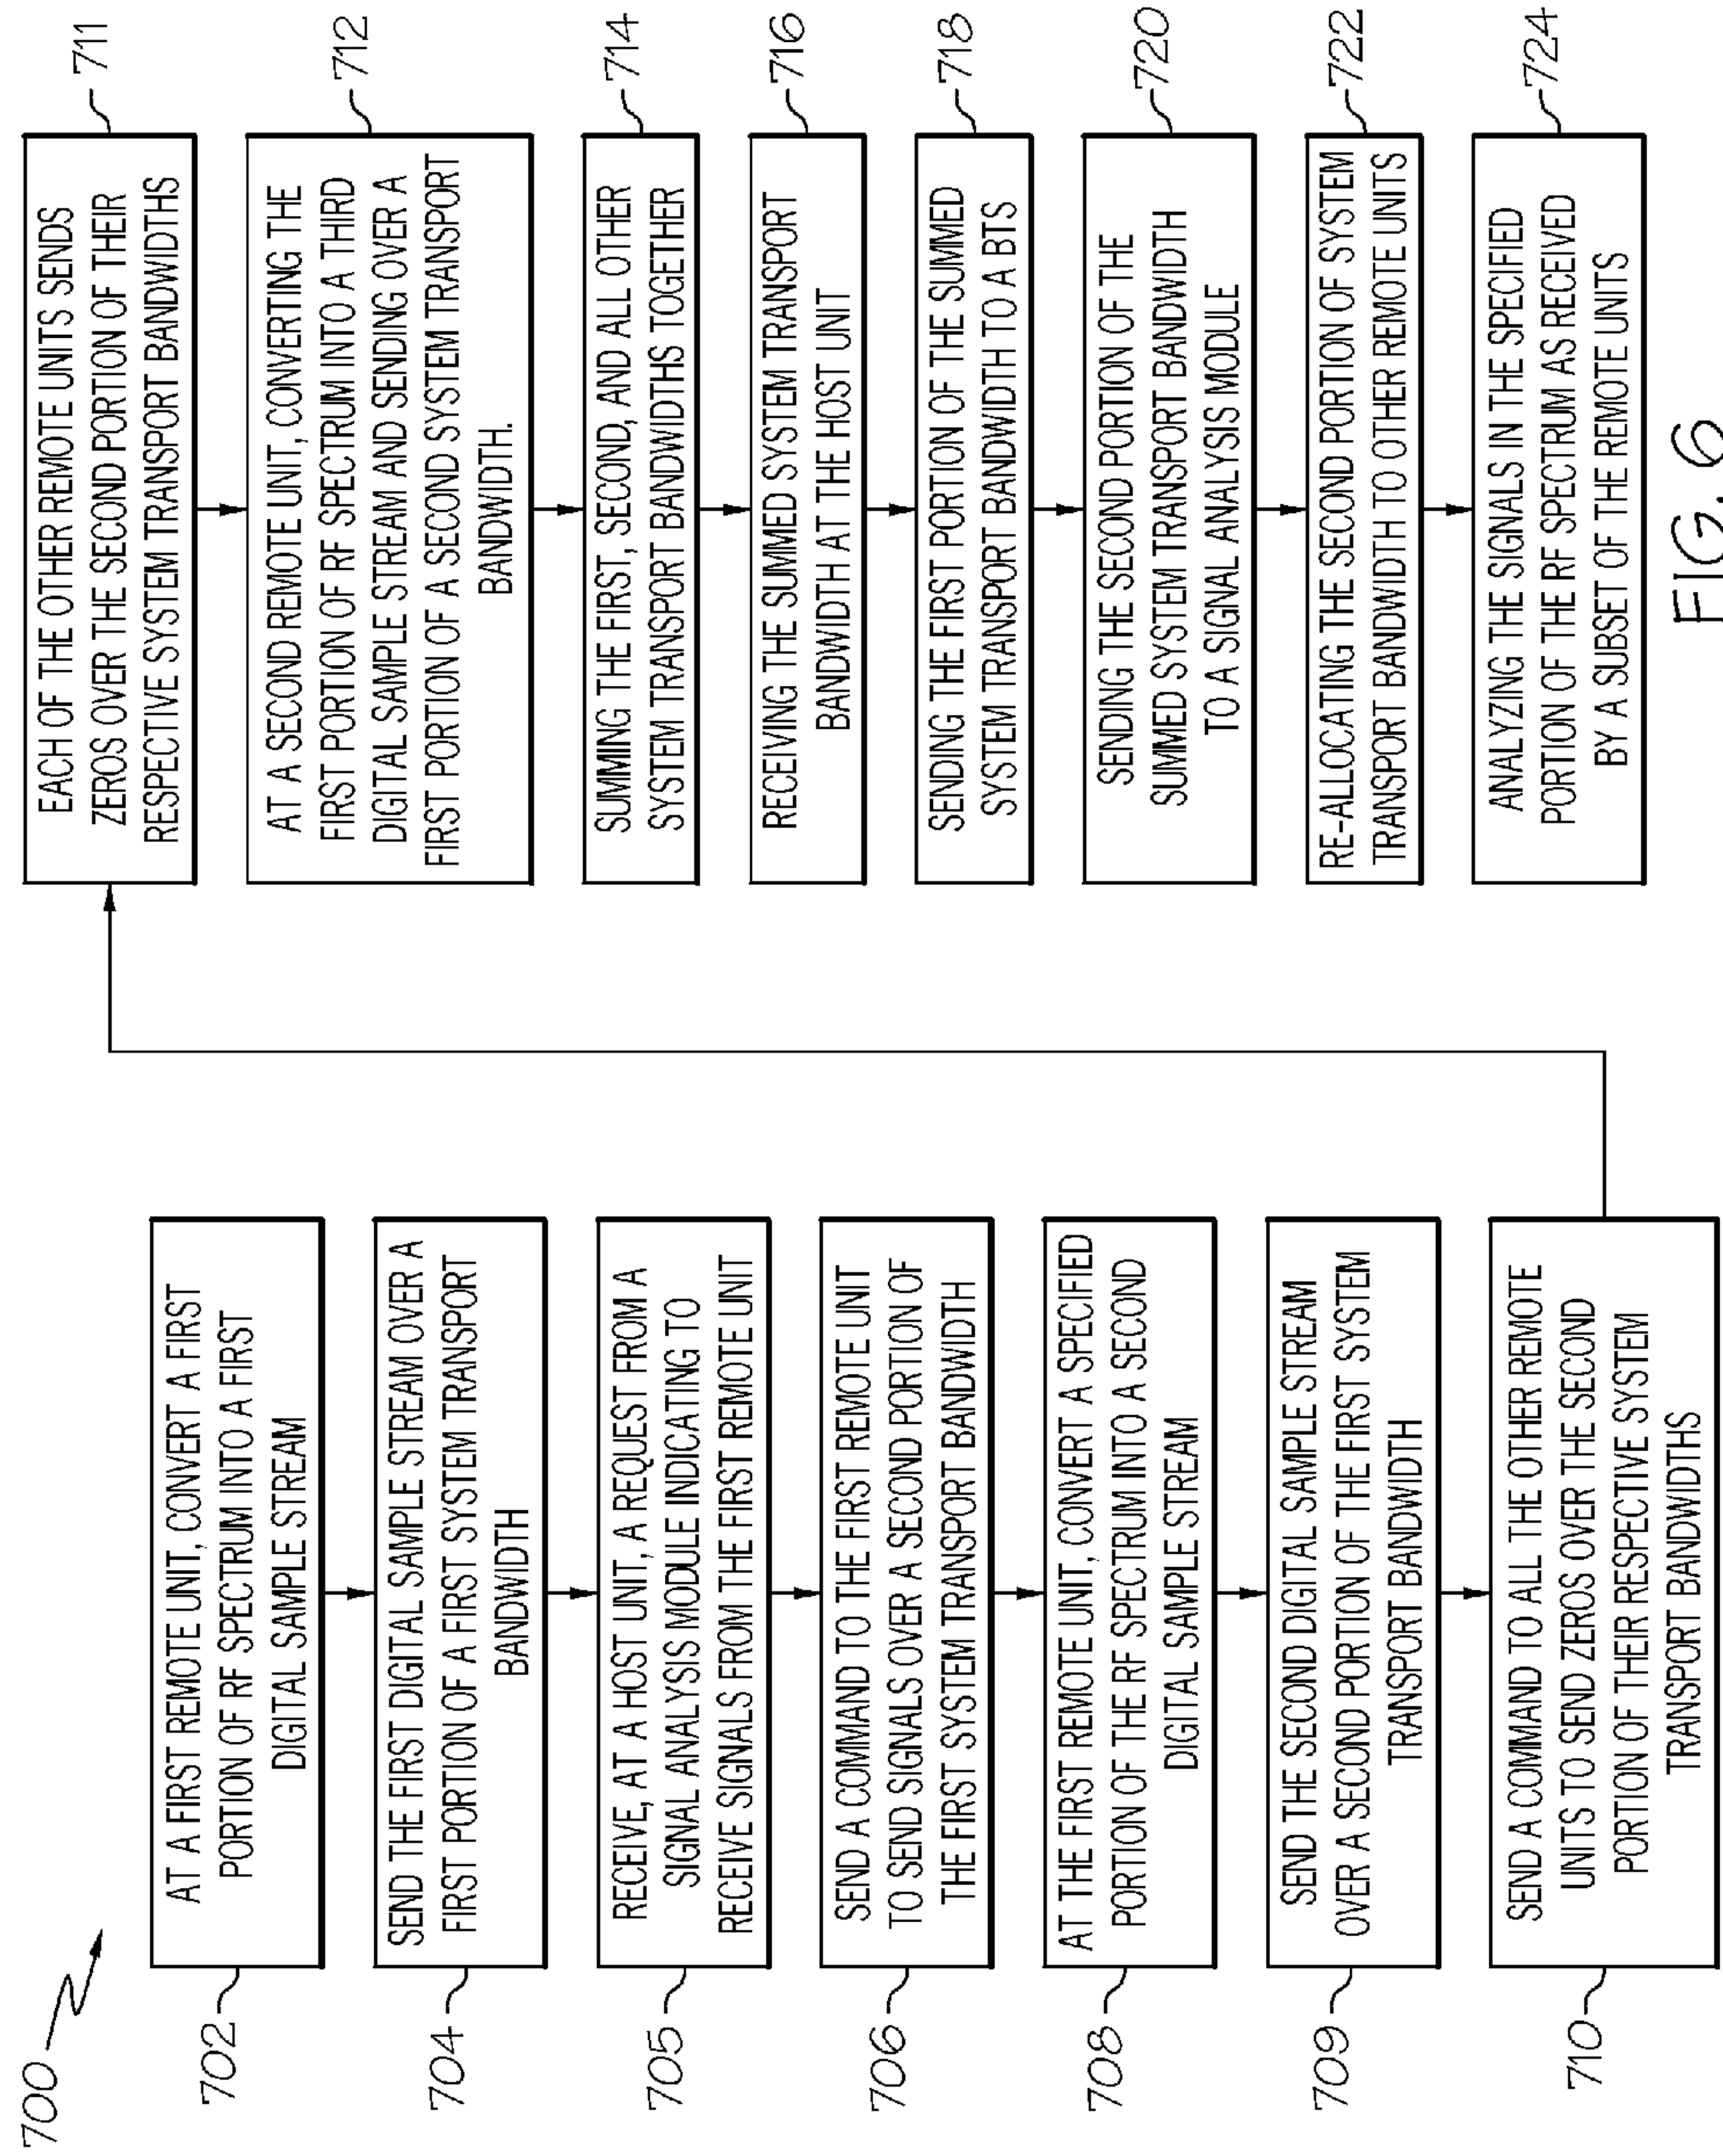 700
702
AT A FIRST REMOTE UNIT, CONVERT A FIRST
PORTION OF RF SPECTRUM INTO A FIRST
DIGITAL SAMPLE STREAM
704
SEND THE FIRST DIGITAL SAMPLE STREAM OVER A
FIRST PORTION OF A FIRST SYSTEM TRANSPORT
BANDWIDTH
705
RECEIVE, AT A HOST UNIT, A REQUEST FROM A
SIGNAL ANALYSIS MODULE INDICATING TO
RECEIVE SIGNALS FROM THE FIRST REMOTE UNIT
706
SEND A COMMAND TO THE FIRST REMOTE UNIT
TO SEND SIGNALS OVER A SECOND PORTION OF
THE FIRST SYSTEM TRANSPORT BANDWIDTH
708
AT THE FIRST REMOTE UNIT, CONVERT A SPECIFIED
PORTION OF THE RF SPECTRUM INTO A SECOND
DIGITAL SAMPLE STREAM
709
SEND THE SECOND DIGITAL SAMPLE STREAM
OVER A SECOND PORTION OF THE FIRST SYSTEM
TRANSPORT BANDWIDTH
710
SEND A COMMAND TO ALL THE OTHER REMOTE
UNITS TO SEND ZEROS OVER THE SECOND
PORTION OF THEIR RESPECTIVE SYSTEM
TRANSPORT BANDWIDTHS
711
EACH OF THE OTHER REMOTE UNITS SENDS
ZEROS OVER THE SECOND PORTION OF THEIR
RESPECTIVE SYSTEM TRANSPORT BANDWIDTHS
712
AT A SECOND REMOTE UNIT, CONVERTING THE
FIRST PORTION OF RF SPECTRUM INTO A THIRD
DIGITAL SAMPLE STREAM AND SENDING OVER A
FIRST PORTION OF A SECOND SYSTEM TRANSPORT
BANDWIDTH.
714
SUMMING THE FIRST, SECOND, AND ALL OTHER
SYSTEM TRANSPORT BANDWIDTHS TOGETHER
716
RECEIVING THE SUMMED SYSTEM TRANSPORT
BANDWIDTH AT THE HOST UNIT
718
SENDING THE FIRST PORTION OF THE SUMMED
SYSTEM TRANSPORT BANDWIDTH TO A BTS
720
SENDING THE SECOND PORTION OF THE
SUMMED SYSTEM TRANSPORT BANDWIDTH
TO A SIGNAL ANALYSIS MODULE
722
RE-ALLOCATING THE SECOND PORTION OF SYSTEM
TRANSPORT BANDWIDTH TO OTHER REMOTE UNITS
724
ANALYZING THE SIGNALS IN THE SPECIFIED
PORTION OF THE RF SPECTRUM AS RECEIVED
BY A SUBSET OF THE REMOTE UNITS
FIG. 6